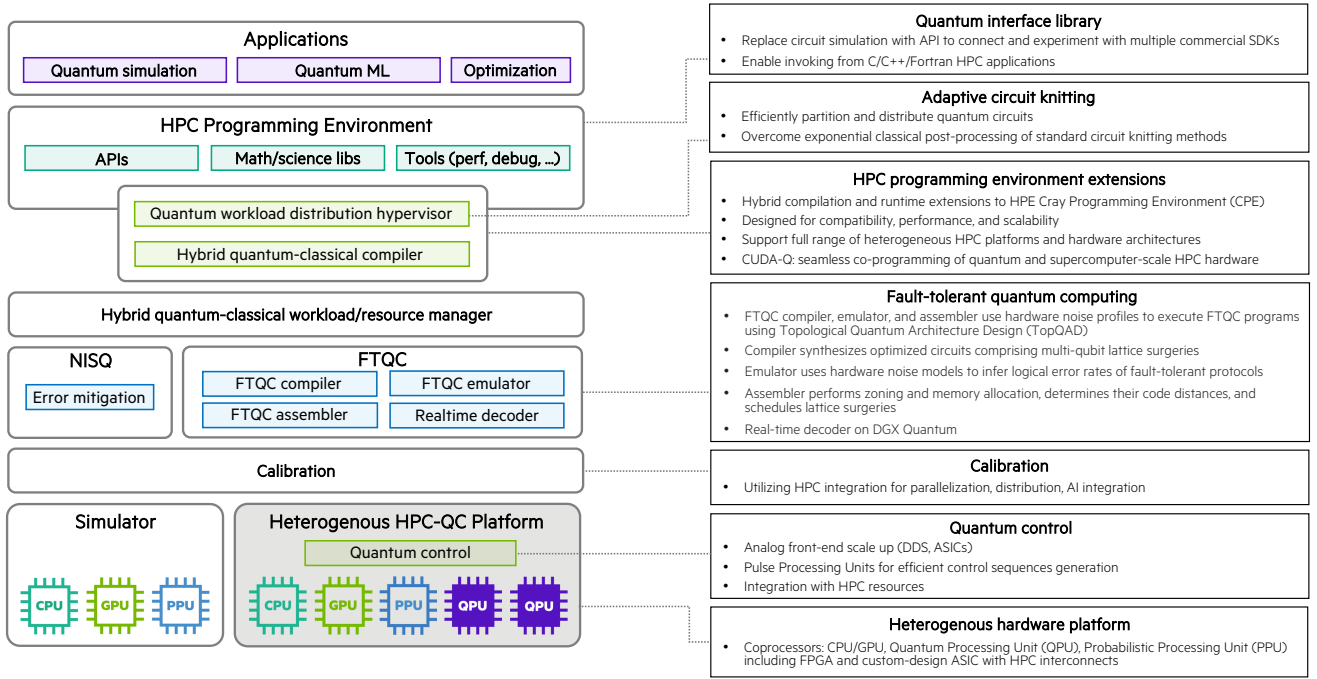 Applications
Quantum simulation
Quantum ML
Optimization
HPC Programming Environment
APIs
Math/science libs
Tools (perf, debug, ...)
Quantum workload distribution hypervisor
Hybrid quantum-classical compiler
Hybrid quantum-classical workload/resource manager
NISQ
Error mitigation
FTQC
FTQC compiler
FTQC emulator
FTQC assembler
Realtime decoder
Calibration
Simulator
CPU
GPU
PPU
Heterogenous HPC-QC Platform
Quantum control
CPU
GPU
PPU
QPU
QPU
Quantum interface library
• Replace circuit simulation with API to connect and experiment with multiple commercial SDKs
• Enable invoking from C/C++/Fortran HPC applications
Adaptive circuit knitting
• Efficiently partition and distribute quantum circuits
• Overcome exponential classical post-processing of standard circuit knitting methods
HPC programming environment extensions
• Hybrid compilation and runtime extensions to HPE Cray Programming Environment (CPE)
• Designed for compatibility, performance, and scalability
• Support full range of heterogeneous HPC platforms and hardware architectures
• CUDA-Q: seamless co-programming of quantum and supercomputer-scale HPC hardware
Fault-tolerant quantum computing
• FTQC compiler, emulator, and assembler use hardware noise profiles to execute FTQC programs
using Topological Quantum Architecture Design (TopQAD)
• Compiler synthesizes optimized circuits comprising multi-qubit lattice surgeries
• Emulator uses hardware noise models to infer logical error rates of fault-tolerant protocols
• Assembler performs zoning and memory allocation, determines their code distances, and
schedules lattice surgeries
• Real-time decoder on DGX Quantum
Calibration
• Utilizing HPC integration for parallelization, distribution, AI integration
Quantum control
• Analog front-end scale up (DDS, ASICs)
• Pulse Processing Units for efficient control sequences generation
• Integration with HPC resources
Heterogenous hardware platform
• Coprocessors: CPU/GPU, Quantum Processing Unit (QPU), Probabilistic Processing Unit (PPU)
including FPGA and custom-design ASIC with HPC interconnects